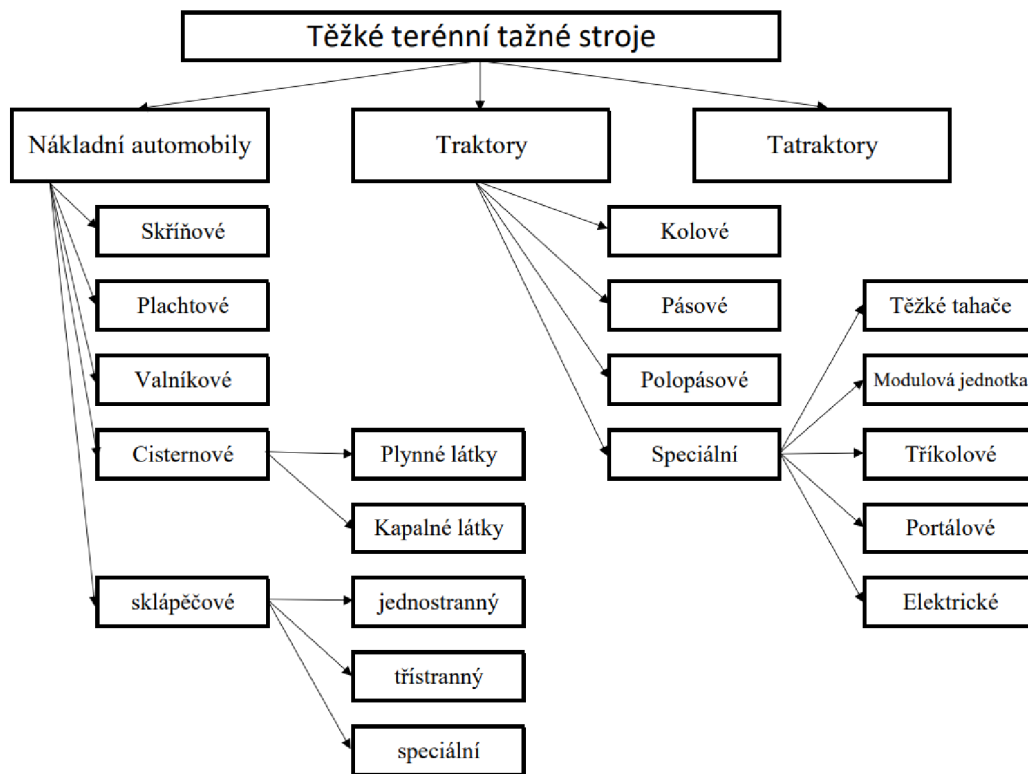 Těžké terénní tažné stroje
Nákladní automobily
Traktory
Tatraktory
Skříňové
Kolové
Plachtové
Pásové
Těžké tahače
Valníkové
Polopásové
Modulová jednotka
Cisternové
Plynné látky
Speciální
Tříkolové
Kapalné látky
Portálové
sklápěčové
jednostranný
Elektrické
třístranný
speciální